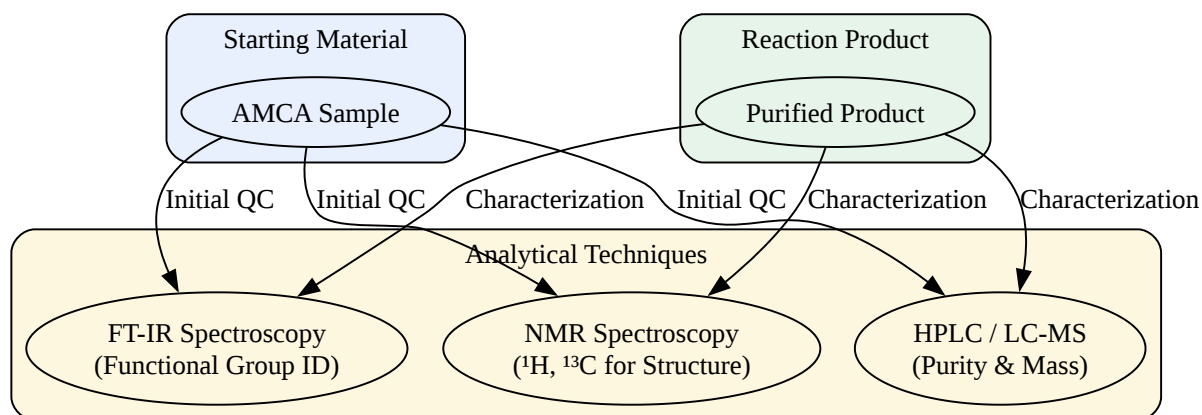 Starting Material
Reaction Product
AMCA Sample
Purified Product
Initial QC
Initial QC
Characterization
Initial QC
Characterization
Characterization
Analytical Techniques
FT-IR Spectroscopy
(Functional Group ID)
NMR Spectroscopy
(¹H, ¹³C for Structure)
HPLC / LC-MS
(Purity & Mass)